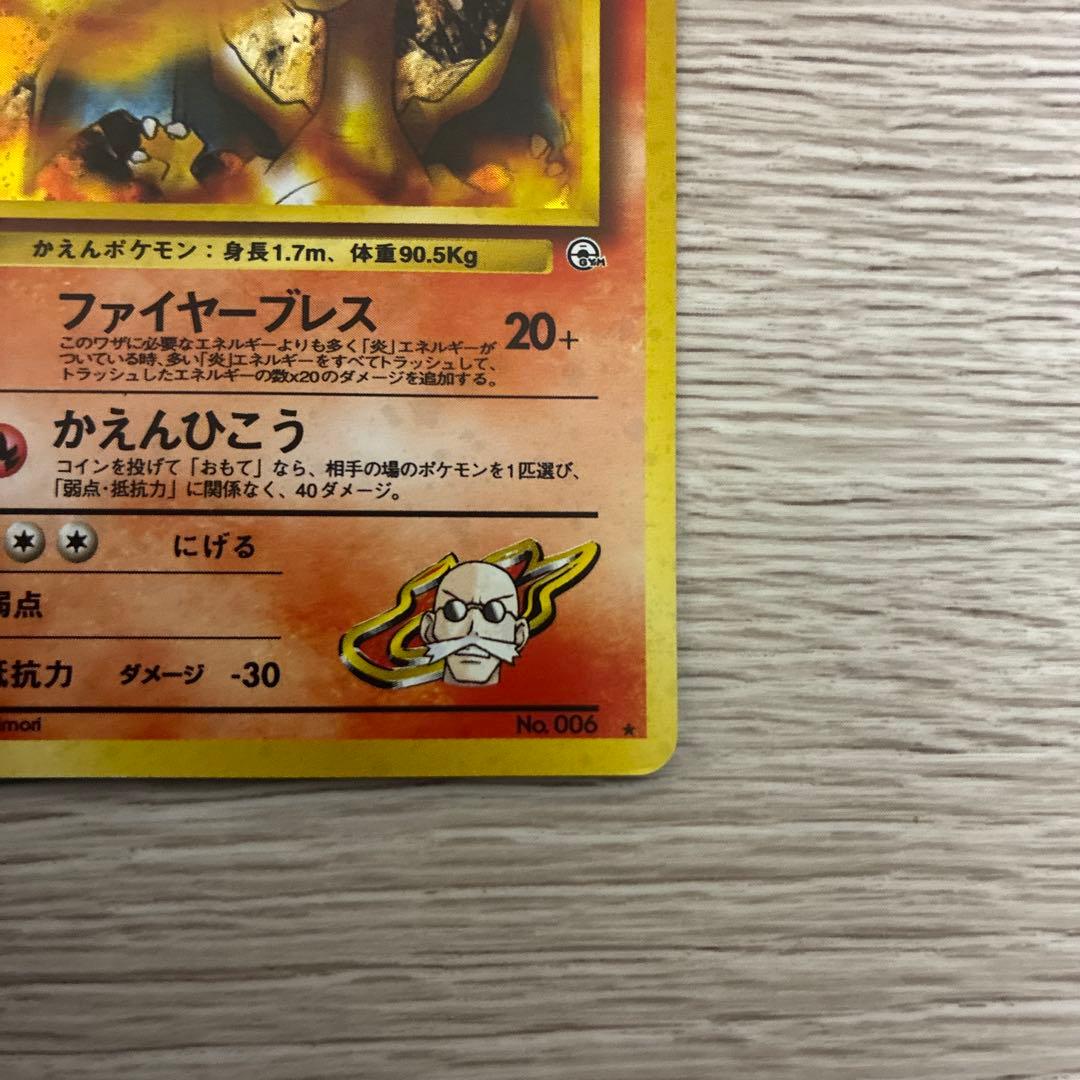 かえんポケモン：身長1.7m、体重90.5Kg
GYM
ファイヤーブレス
20+
このワザに必要なエネルギーよりも多く「炎」エネルギーが
ついている時、多い「炎」エネルギーをすべてトラッシュして、
トラッシュしたエネルギーの数x20のダメージを追加する。
かえんひこう
コインを投げて「おもて」なら、相手の場のポケモンを1匹選び、
「弱点・抵抗力」に関係なく、40ダメージ。
にげる
弱点
抵抗力 ダメージ -30
imori
No. 006 ★